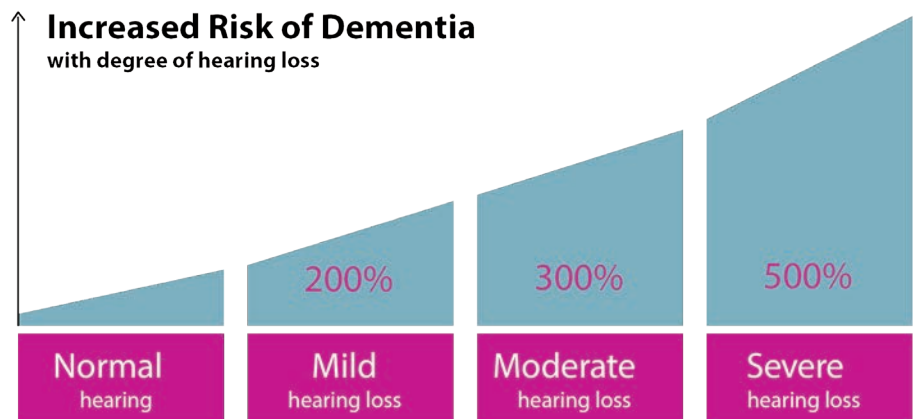 Increased Risk of Dementia
with degree of hearing loss
200%
300%
500%
Normal
hearing
Mild
hearing loss
Moderate
hearing loss
Severe
hearing loss